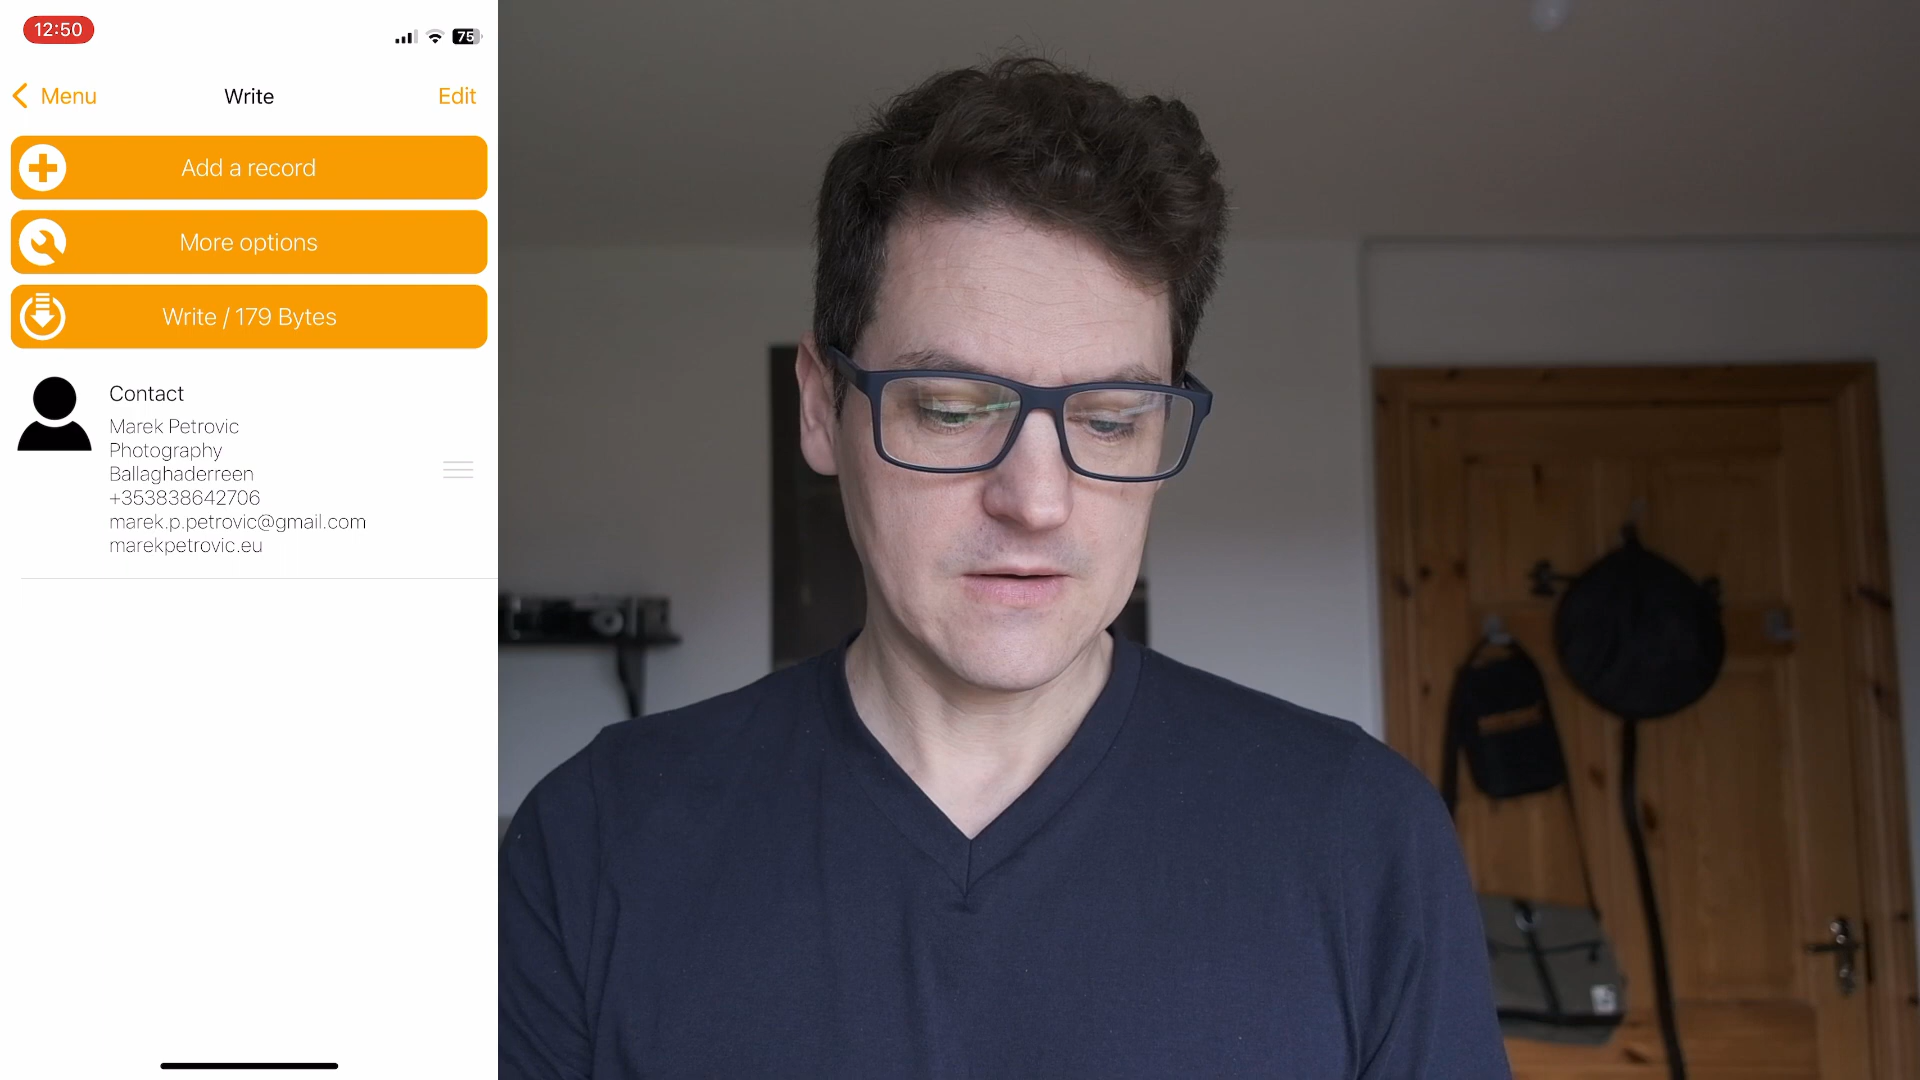 12:50
75
Menu
Write
Edit
Add a record
More options
Write / 179 Bytes
Contact
Marek Petrovic
Photography
Ballaghaderreen
+353838642706
marek.p.petrovic@gmail.com
marekpetrovic.eu